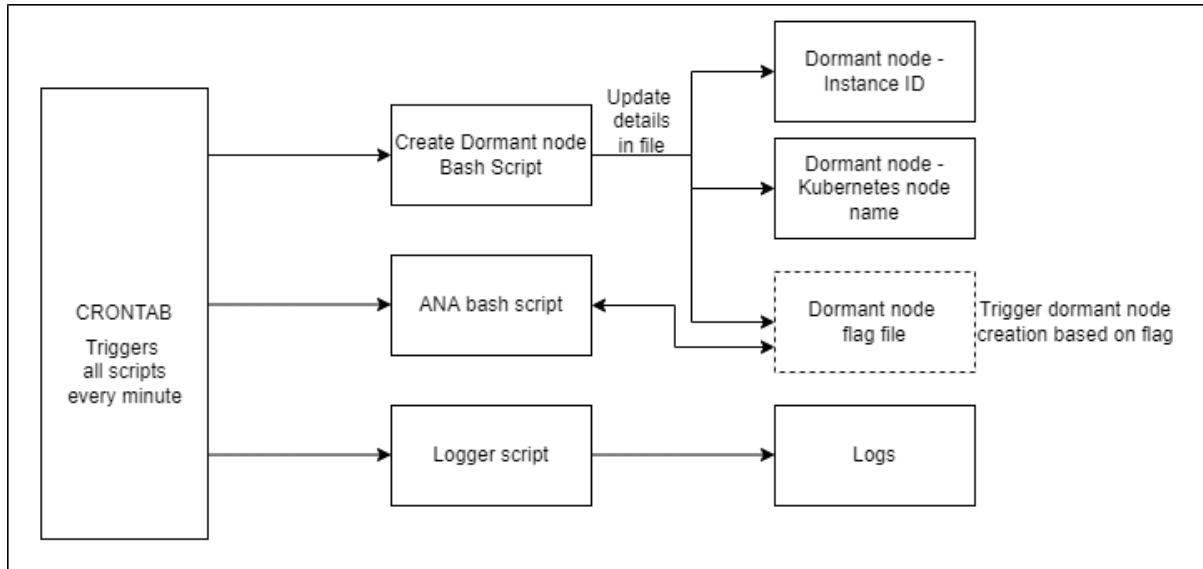 CRONTAB
Triggers
all scripts
every minute
Create Dormant node
Bash Script
Update
details
in file
Dormant node -
Instance ID
Dormant node -
Kubernetes node
name
ANA bash script
Dormant node
flag file
Trigger dormant node
creation based on flag
Logger script
Logs